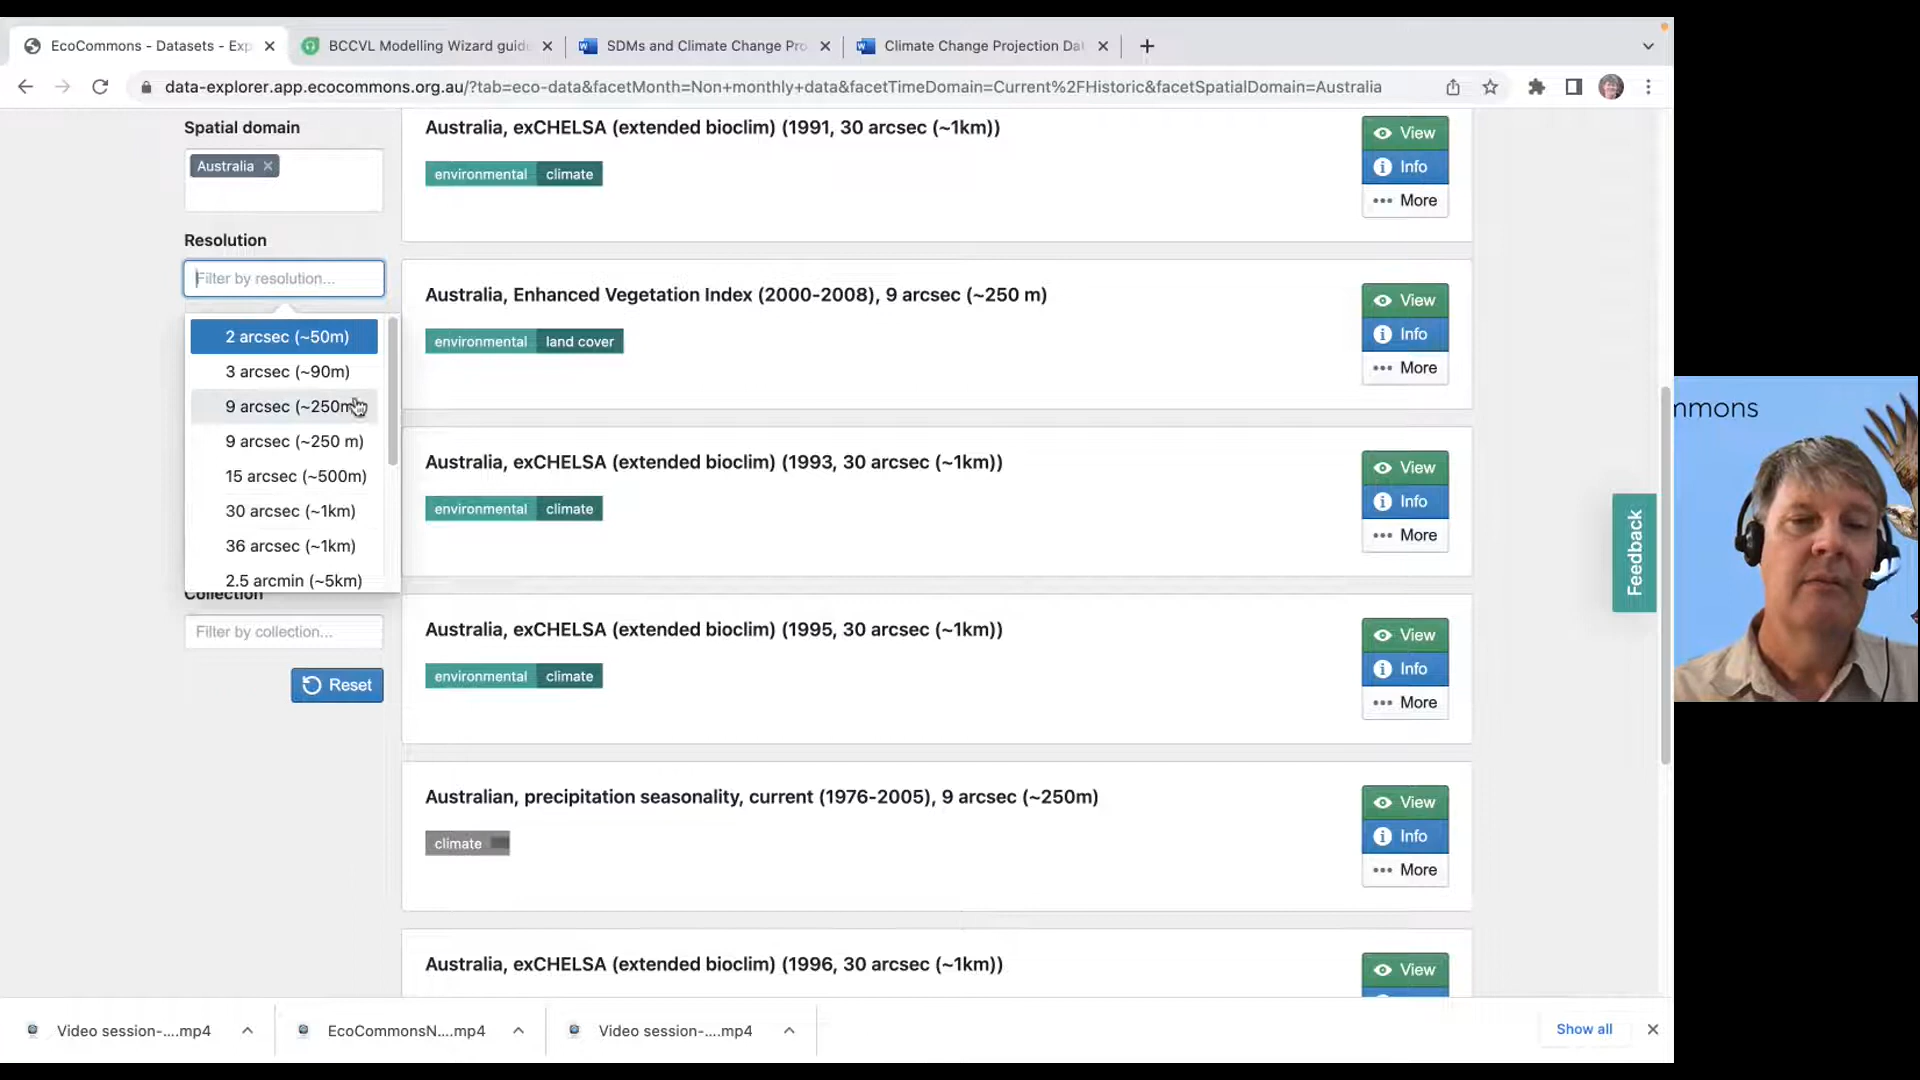 EcoCommons - Datasets - Exp
BCCVL Modelling Wizard guid
SDMs and Climate Change Pro
Climate Change Projection Da
data-explorer.app.ecocommons.org.au/?tab=eco-data&facetMonth=Non+monthly+data&facetTimeDomain=Current%2FHistoric&facetSpatialDomain=Australia
Spatial domain
Australia
Resolution
Filter by resolution...
2 arcsec (~50m)
3 arcsec (~90m)
9 arcsec (~250m
9 arcsec (~250 m)
15 arcsec (~500m)
30 arcsec (~1km)
36 arcsec (~1km)
2.5 arcmin (~5km)
Collection
Filter by collection...
Reset
Australia, exCHELSA (extended bioclim) (1991, 30 arcsec (~1km))
environmental climate
View
Info
More
Australia, Enhanced Vegetation Index (2000-2008), 9 arcsec (~250 m)
environmental land cover
View
Info
More
Australia, exCHELSA (extended bioclim) (1993, 30 arcsec (~1km))
environmental climate
View
Info
More
Australia, exCHELSA (extended bioclim) (1995, 30 arcsec (~1km))
environmental climate
View
Info
More
Australian, precipitation seasonality, current (1976-2005), 9 arcsec (~250m)
climate
View
Info
More
Australia, exCHELSA (extended bioclim) (1996, 30 arcsec (~1km))
View
Feedback
mmons
Video session-....mp4
EcoCommonsN....mp4
Video session-....mp4
Show all